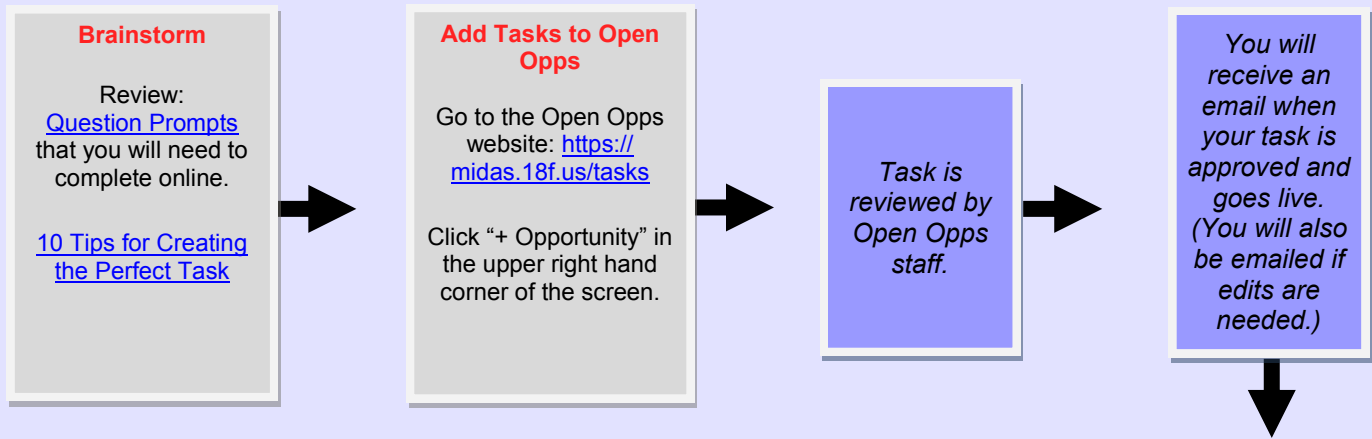 Brainstorm
Review:
Question Prompts
that you will need to
complete online.
10 Tips for Creating
the Perfect Task
Add Tasks to Open
Opps
Go to the Open Opps
website: https://
midas.18f.us/tasks
Click “+ Opportunity” in
the upper right hand
corner of the screen.
Task is
reviewed by
Open Opps
staff.
You will
receive an
email when
your task is
approved and
goes live.
(You will also
be emailed if
edits are
needed.)